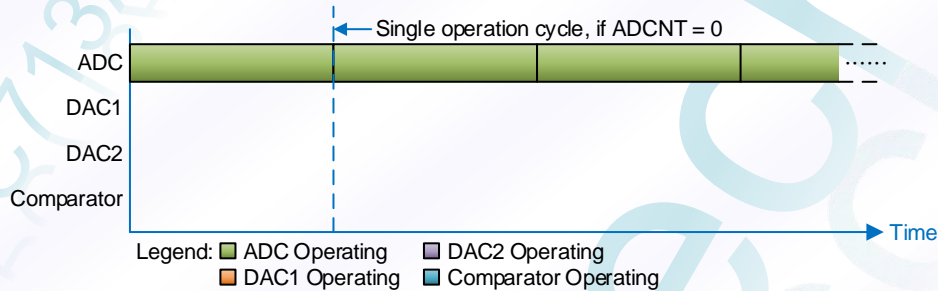 Single operation cycle, if ADCNT = 0
ADC
......
DAC1
DAC2
Comparator
Time
Legend: ADC Operating DAC2 Operating
DAC1 Operating Comparator Operating